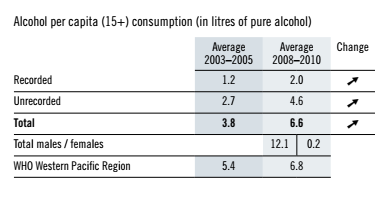 Alcohol per capita (15+) consumption (in litres of pure alcohol)
Average 2003–2005 Average 2008–2010 Change
Recorded 1.2 2.0 ➚
Unrecorded 2.7 4.6 ➚
Total 3.8 6.6 ➚
Total males / females 12.1 0.2
WHO Western Pacific Region 5.4 6.8